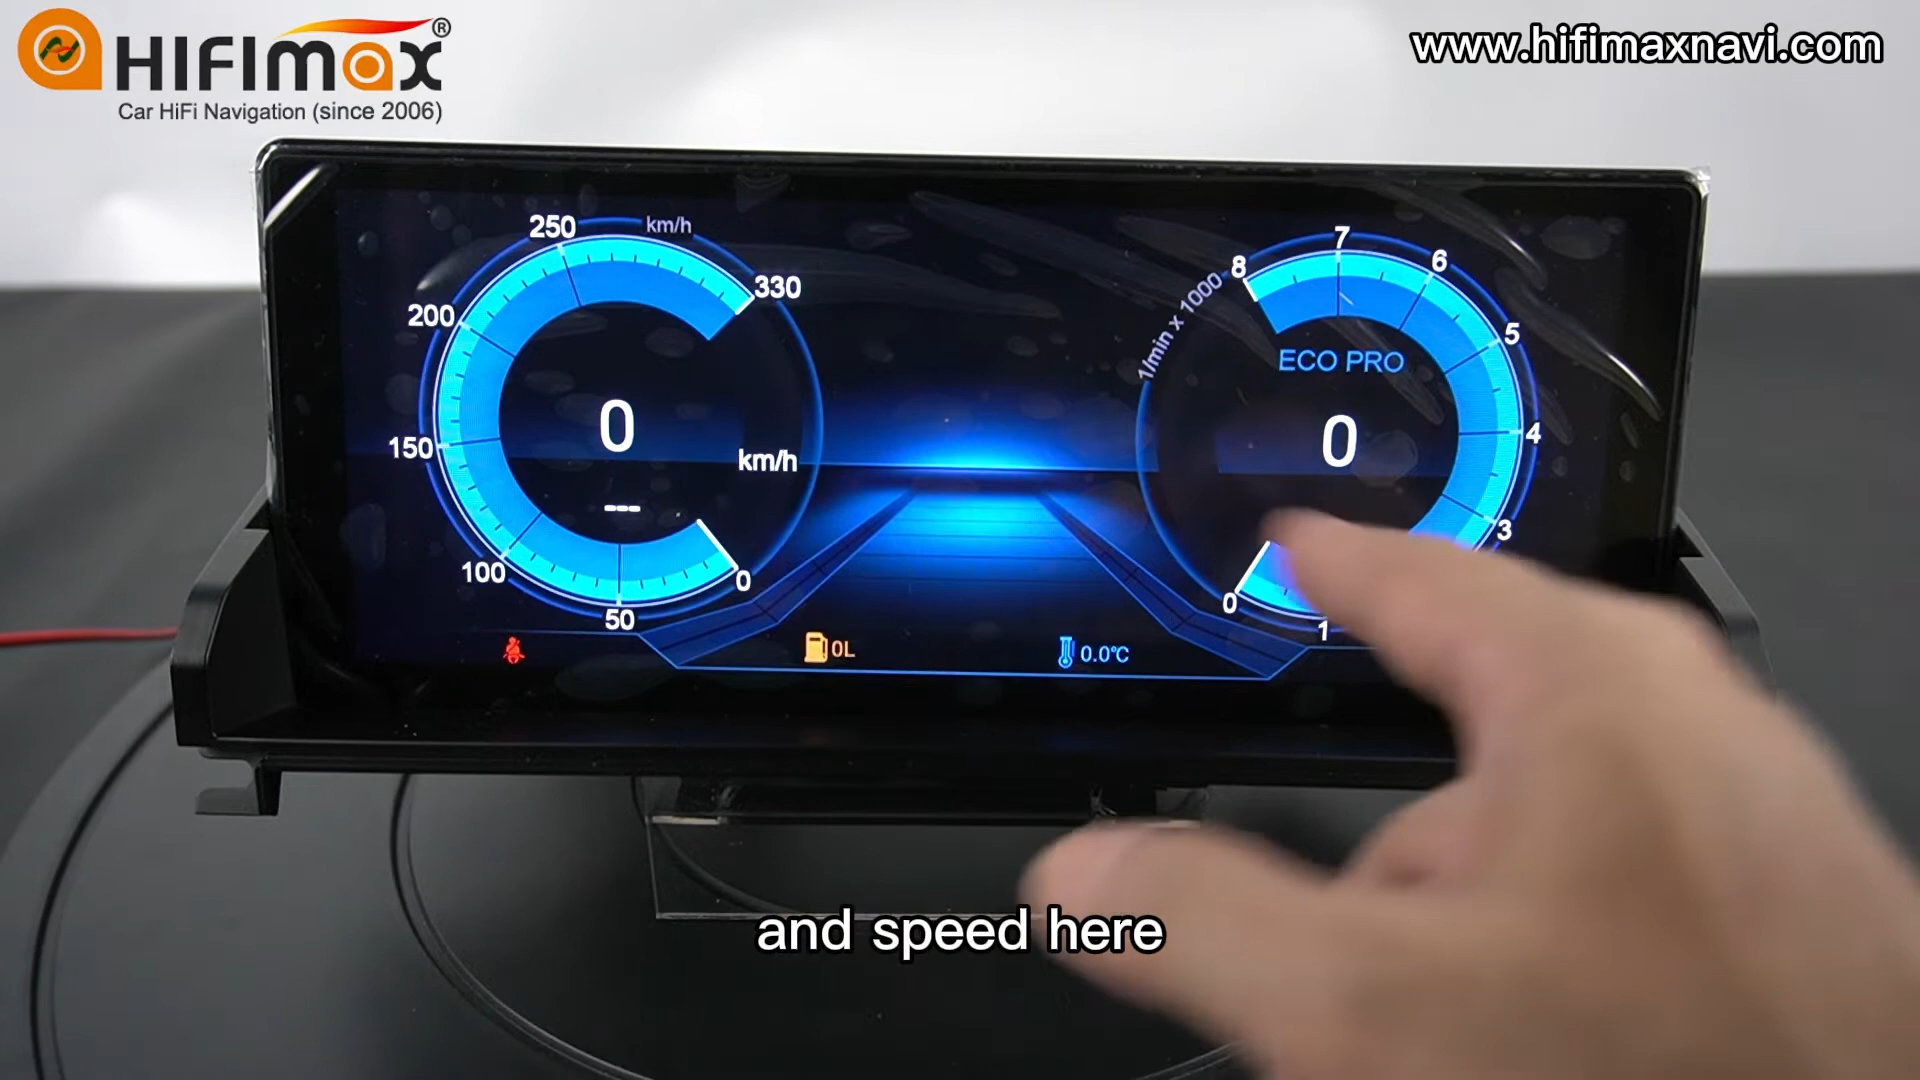 HIFIMAX®
Car HiFi Navigation (since 2006)
www.hifimaxnavi.com
250
km/h
330
200
150
100
50
0
0
km/h
---
7
8
6
1/min x 1000
5
ECO PRO
4
0
3
0
1
0L
0.0°C
and speed here